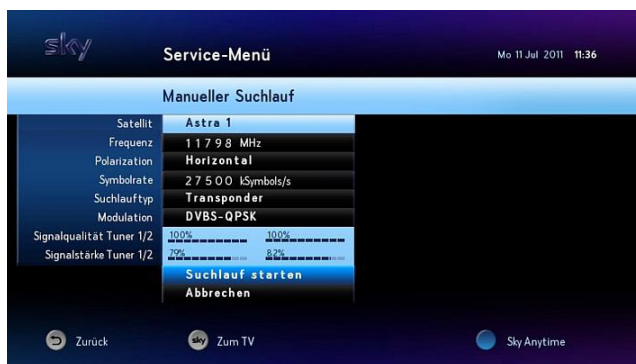 sky Service-Menü Mo 11 Jul 2011 11:36
Manueller Suchlauf
Satellit Astra 1
Frequenz 11798 MHz
Polarization Horizontal
Symbolrate 27500 kSymbols/s
Suchlauftyp Transponder
Modulation DVBS-QPSK
Signalqualität Tuner 1/2 100% 100%
Signalstärke Tuner 1/2 79% 82%
Suchlauf starten
Abbrechen
Zurück sky Zum TV Sky Anytime